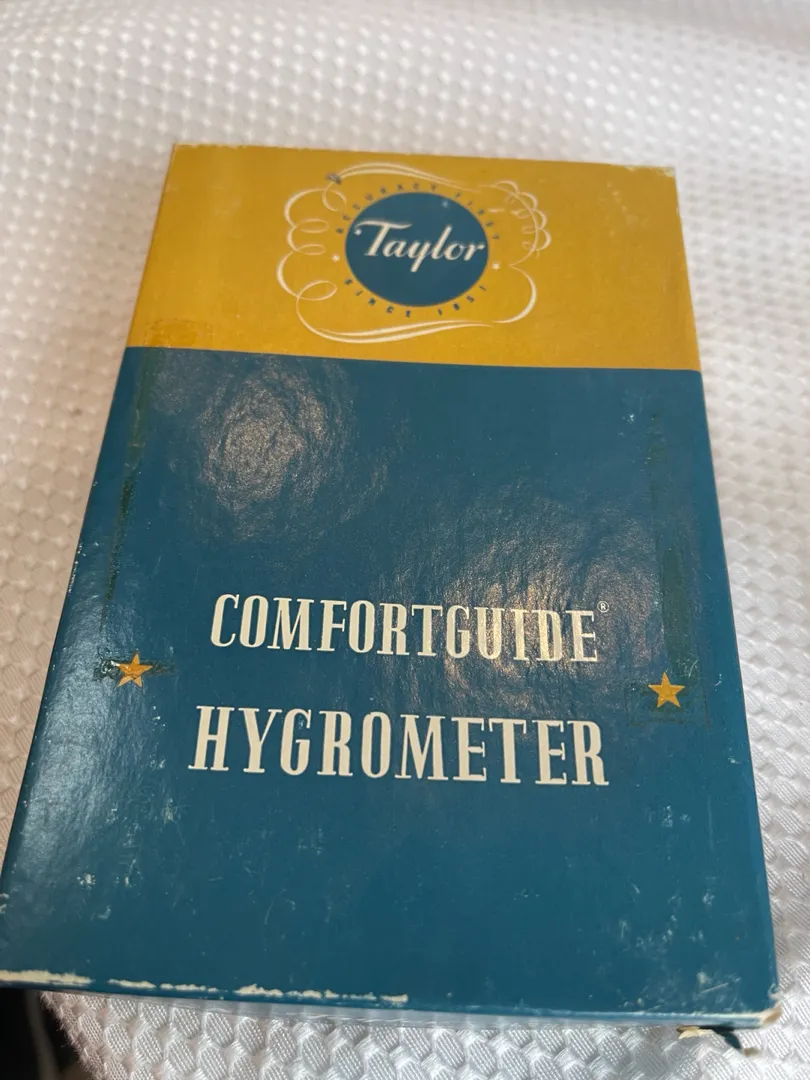 ACCURACY FIRST
Taylor
SINCE 1851
COMFORTGUIDE®
HYGROMETER